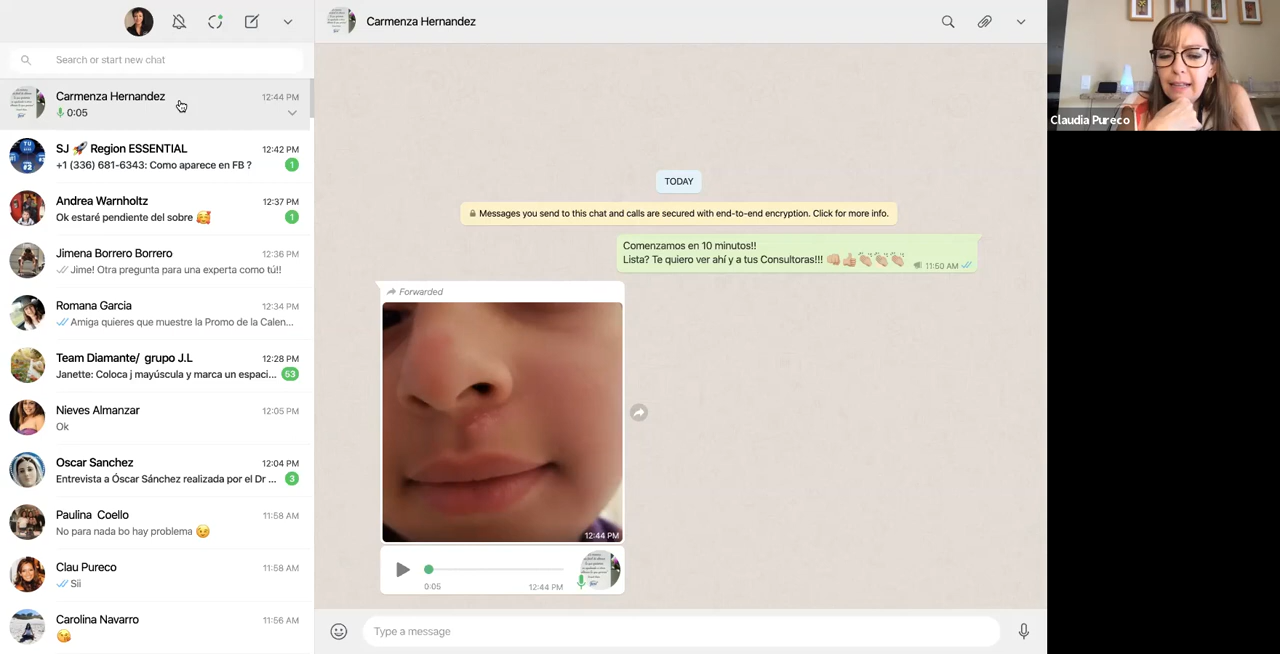 Search or start new chat
Carmenza Hernandez
12:44 PM
0:05
SJ 🚀 Region ESSENTIAL
12:42 PM
+1 (336) 681-6343: Como aparece en FB ?
1
Andrea Warnholtz
12:37 PM
Ok estaré pendiente del sobre 🥰
1
Jimena Borrero Borrero
12:36 PM
Jime! Otra pregunta para una experta como tú!!
Romana Garcia
12:34 PM
Amiga quieres que muestre la Promo de la Calen...
Team Diamante/ grupo J.L
12:28 PM
Janette: Coloca j mayúscula y marca un espaci...
53
Nieves Almanzar
12:05 PM
Ok
Oscar Sanchez
12:04 PM
Entrevista a Óscar Sánchez realizada por el Dr ...
3
Paulina Coello
11:58 AM
No para nada bo hay problema 😉
Clau Pureco
11:58 AM
Sii
Carolina Navarro
11:56 AM
😘
Carmenza Hernandez
TODAY
Messages you send to this chat and calls are secured with end-to-end encryption. Click for more info.
Comenzamos en 10 minutos!!
Lista? Te quiero ver ahí y a tus Consultoras!!! 👊🏼👍🏼👏🏼👏🏼👏🏼
11:50 AM
Forwarded
12:44 PM
0:05
12:44 PM
Type a message
Claudia Pureco